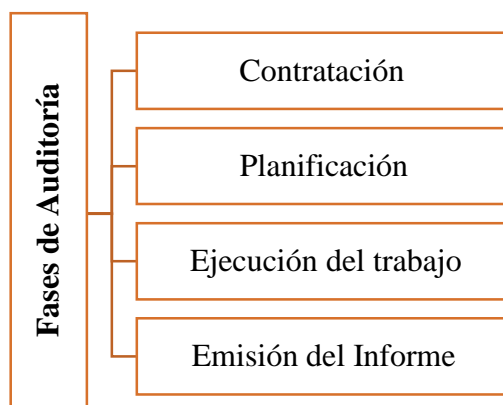 Fases de Auditoría
Contratación
Planificación
Ejecución del trabajo
Emisión del Informe